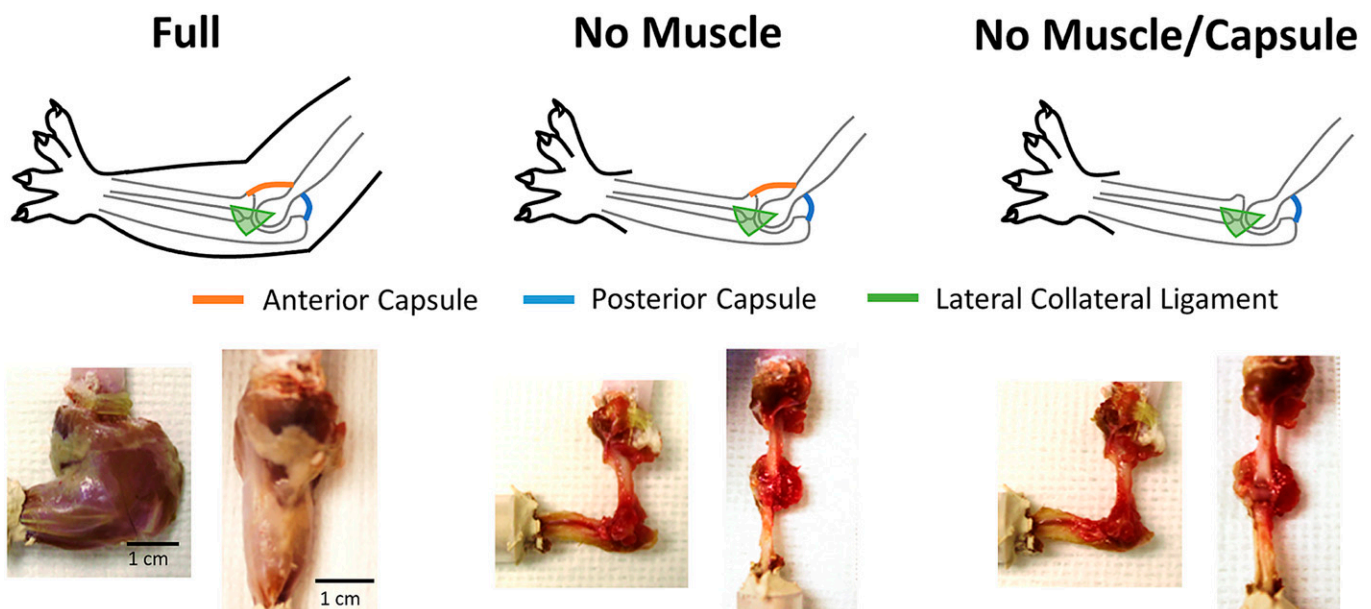 Full
No Muscle
No Muscle/Capsule
Anterior Capsule
Posterior Capsule
Lateral Collateral Ligament
1 cm
1 cm